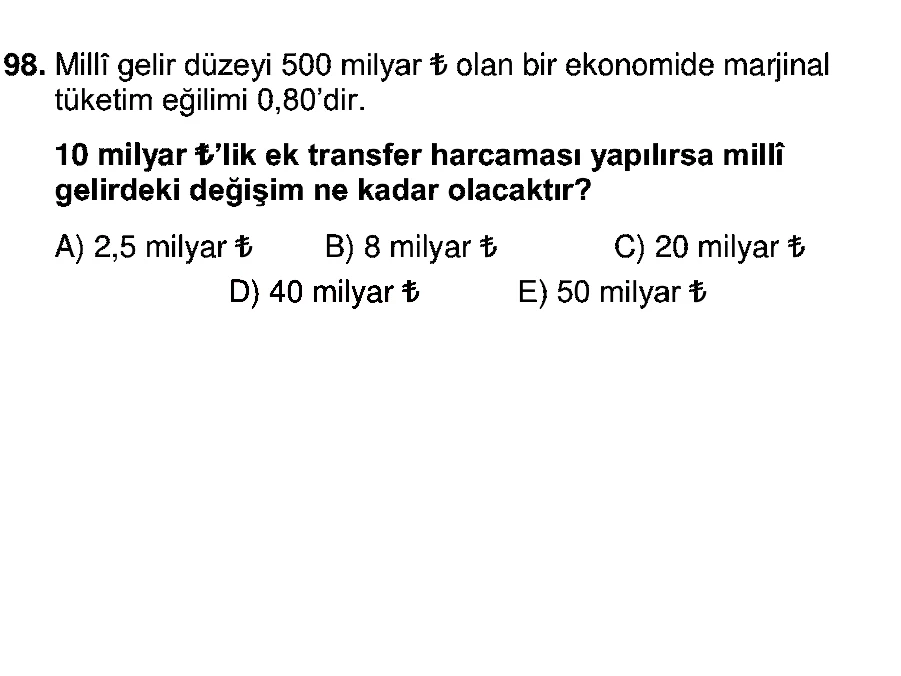 98. Millî gelir düzeyi 500 milyar ₺ olan bir ekonomide marjinal
tüketim eğilimi 0,80’dir.
10 milyar ₺’lik ek transfer harcaması yapılırsa millî
gelirdeki değişim ne kadar olacaktır?
A) 2,5 milyar ₺ B) 8 milyar ₺ C) 20 milyar ₺
D) 40 milyar ₺ E) 50 milyar ₺